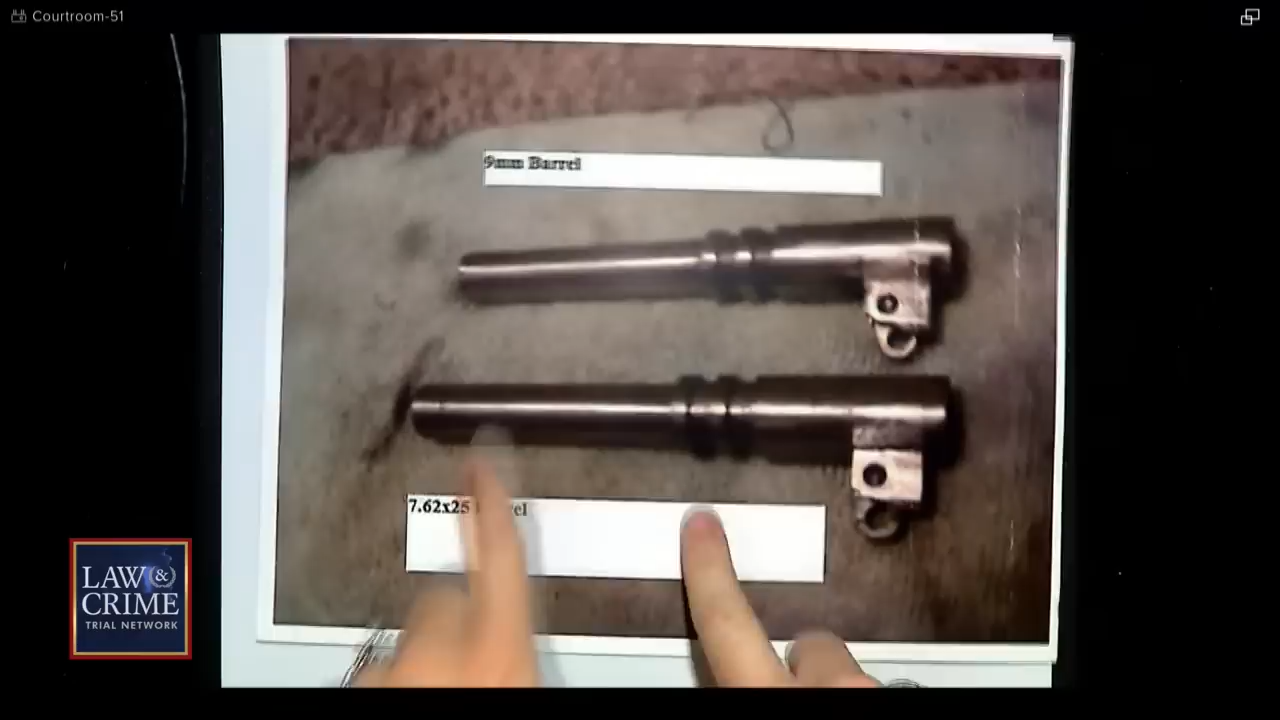 Courtroom-51
9mm Barrel
7.62x25
LAW &
CRIME
TRIAL NETWORK